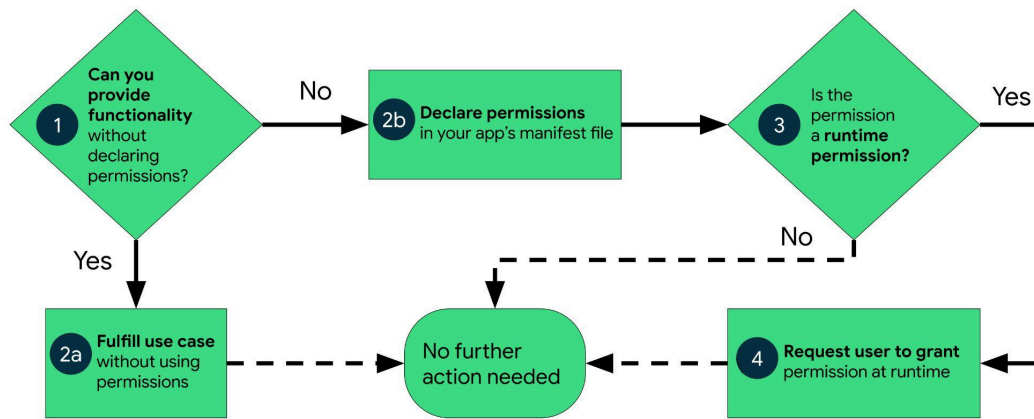 1
Can you
provide
functionality
without
declaring
permissions?
No
2b
Declare permissions
in your app's manifest file
3
Is the
permission
a runtime
permission?
Yes
Yes
No
2a
Fulfill use case
without using
permissions
No further
action needed
4
Request user to grant
permission at runtime